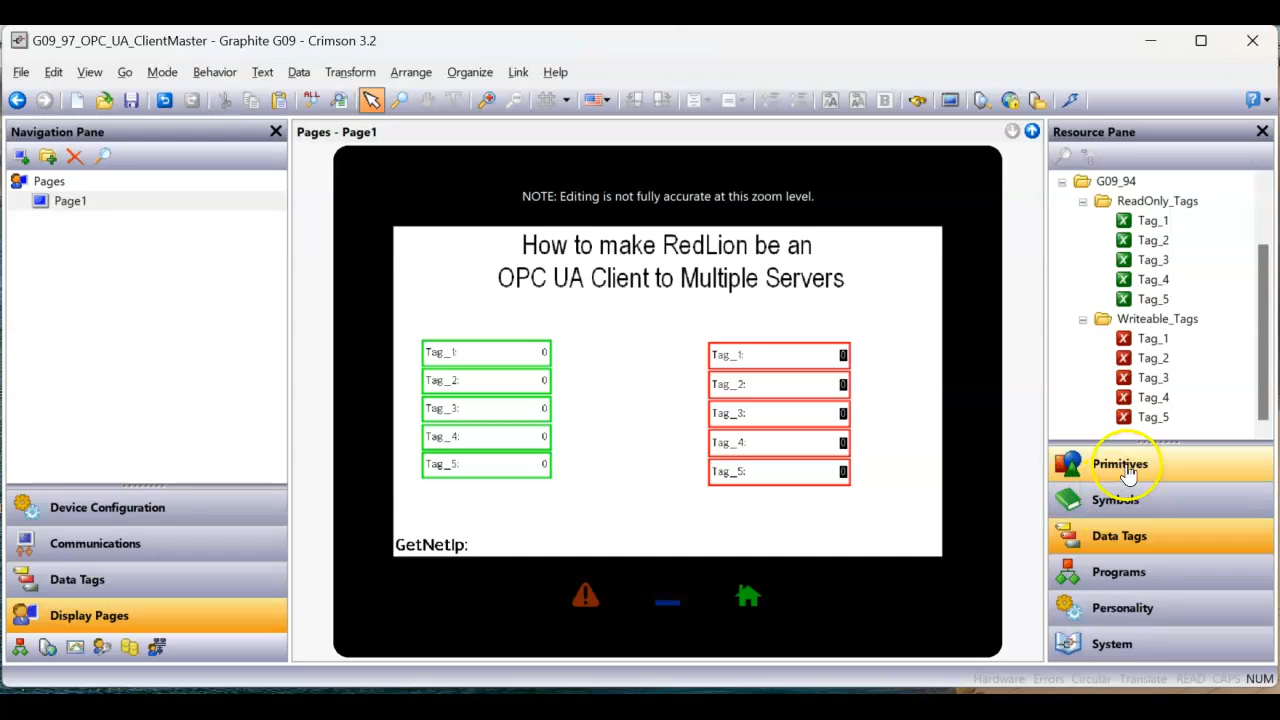 G09_97_OPC_UA_ClientMaster - Graphite G09 - Crimson 3.2
File Edit View Go Mode Behavior Text Data Transform Arrange Organize Link Help
Navigation Pane
Pages
Page1
Device Configuration
Communications
Data Tags
Display Pages
Pages - Page1
NOTE: Editing is not fully accurate at this zoom level.
How to make RedLion be an
OPC UA Client to Multiple Servers
Tag_1: 0
Tag_2: 0
Tag_3: 0
Tag_4: 0
Tag_5: 0
Tag_1: 0
Tag_2: 0
Tag_3: 0
Tag_4: 0
Tag_5: 0
GetNetIp:
Resource Pane
G09_94
ReadOnly_Tags
Tag_1
Tag_2
Tag_3
Tag_4
Tag_5
Writeable_Tags
Tag_1
Tag_2
Tag_3
Tag_4
Tag_5
Primitives
Symbols
Data Tags
Programs
Personality
System
Hardware Errors Circular Translate READ CAPS NUM